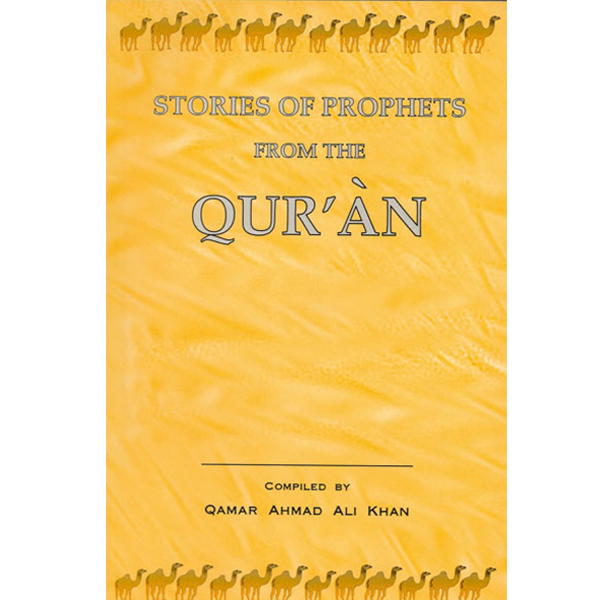 STORIES OF PROPHETS
FROM THE
QUR'ÀN
COMPILED BY
QAMAR AHMAD ALI KHAN